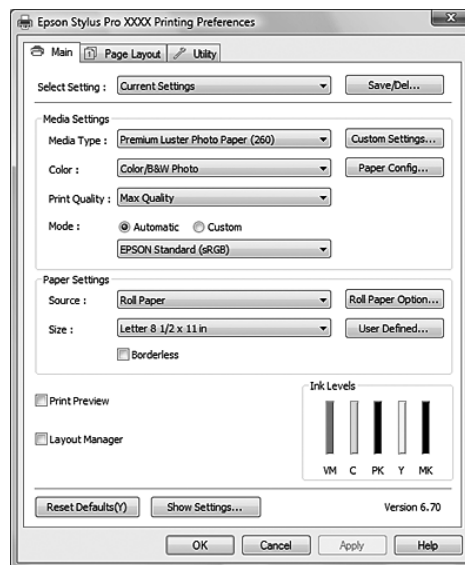 Epson Stylus Pro XXXX Printing Preferences
X
Main
1 Page Layout
Utility
Select Setting : Current Settings Save/Del...
Media Settings
Media Type : Premium Luster Photo Paper (260) Custom Settings...
Color : Color/B&W Photo Paper Config...
Print Quality : Max Quality
Mode : Automatic Custom
EPSON Standard (sRGB)
Paper Settings
Source : Roll Paper Roll Paper Option...
Size : Letter 8 1/2 x 11 in User Defined...
Borderless
Print Preview
Layout Manager
Ink Levels
VM C PK Y MK
Reset Defaults(Y) Show Settings... Version 6.70
OK Cancel Apply Help